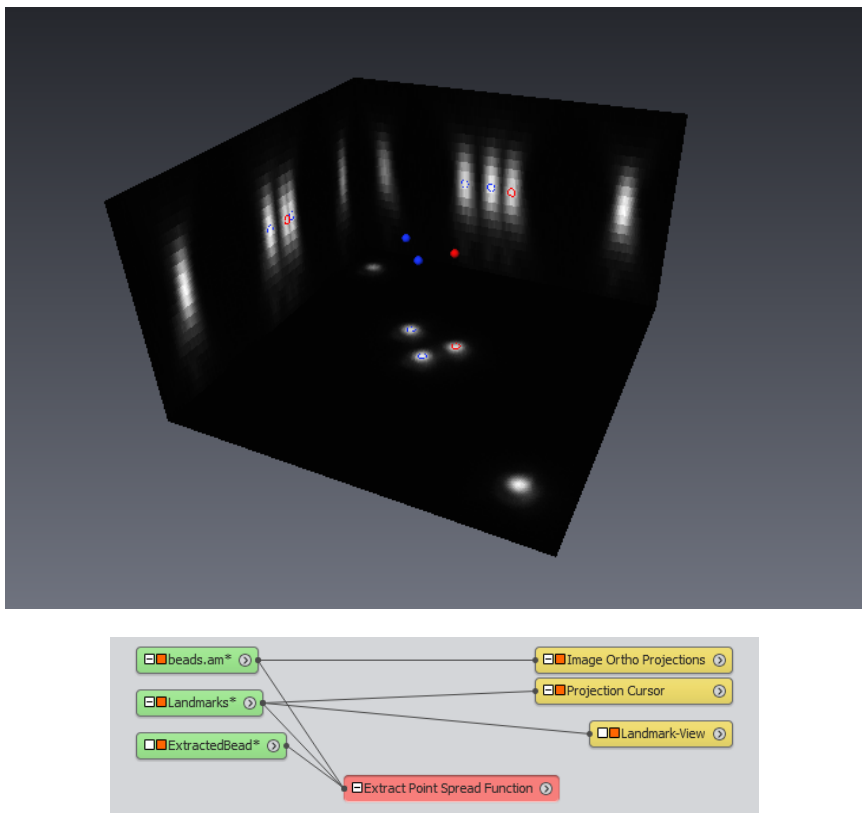 beads.am*
Image Ortho Projections
Landmarks*
Projection Cursor
ExtractedBead*
Landmark-View
Extract Point Spread Function